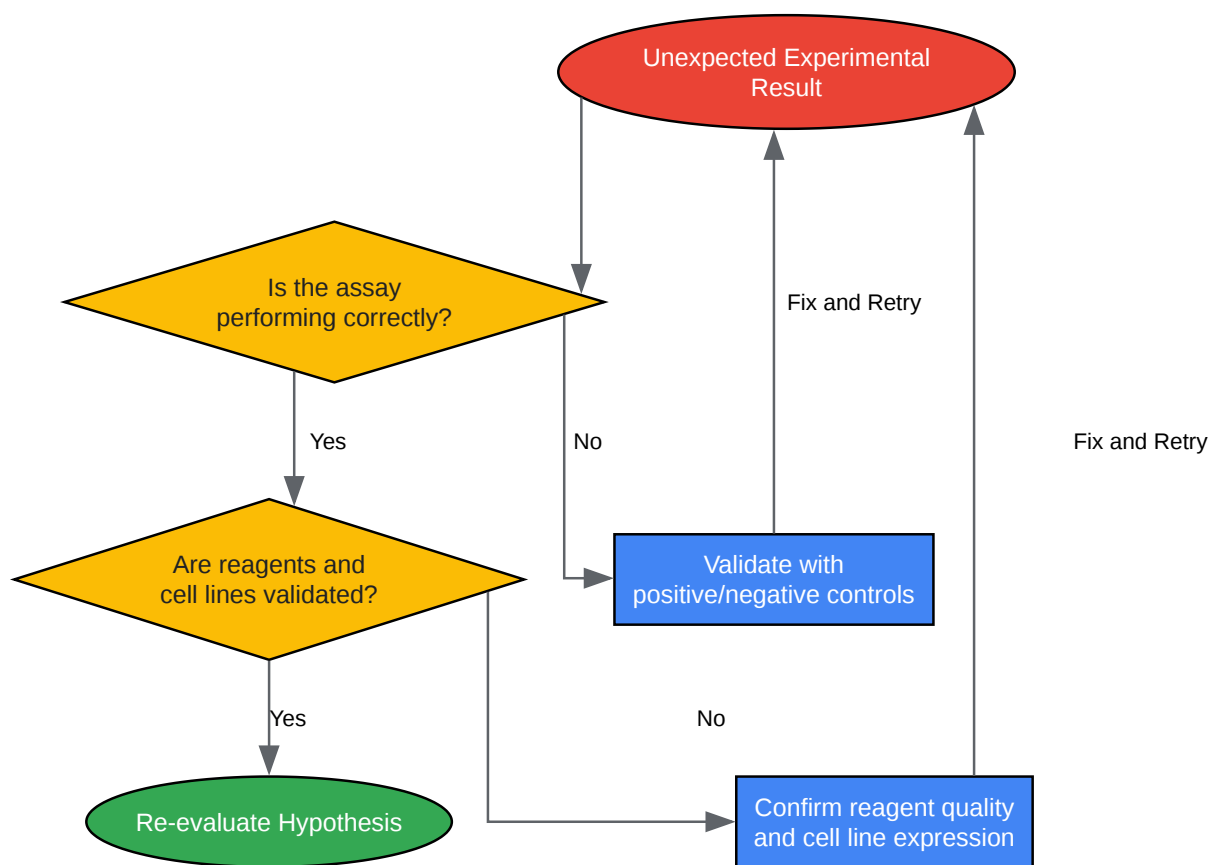 Unexpected Experimental
Result
Is the assay
performing correctly?
Fix and Retry
Yes
No
Fix and Retry
Are reagents and
cell lines validated?
Validate with
positive/negative controls
Yes
No
Re-evaluate Hypothesis
Confirm reagent quality
and cell line expression